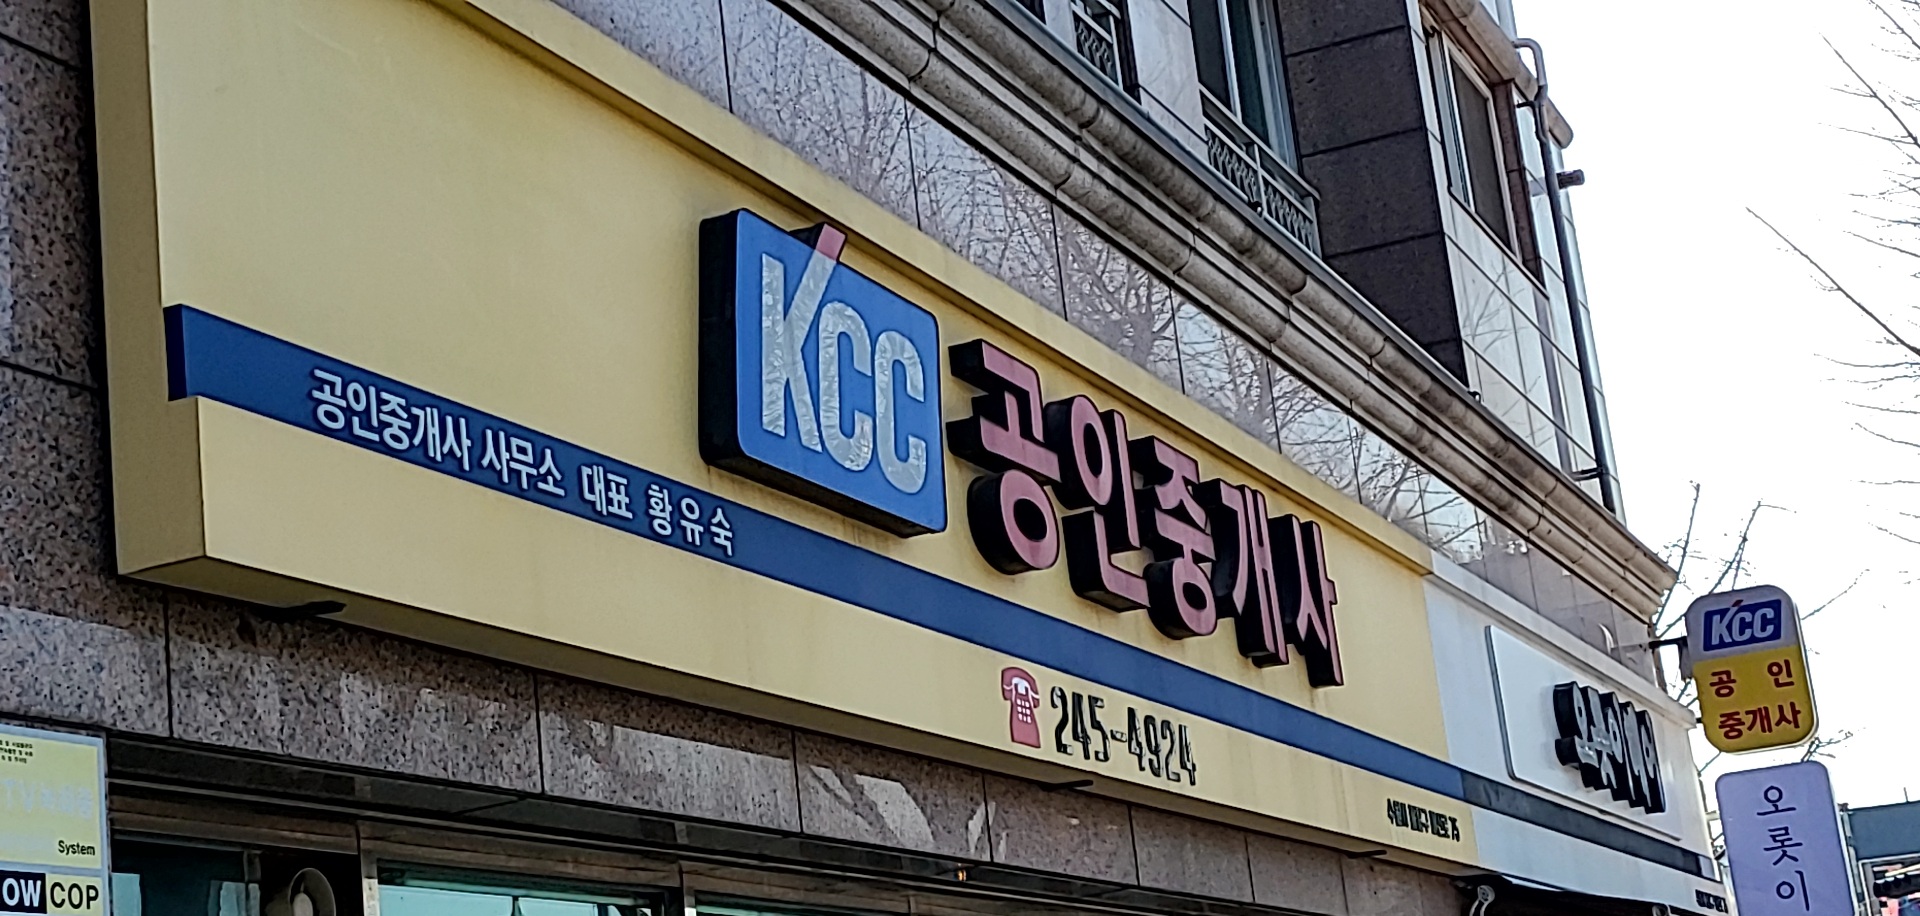 KCC 공인중개사
공인중개사 사무소 대표 황유숙
245-4924
KCC
공인
중개사
오롯이
System
OW COP